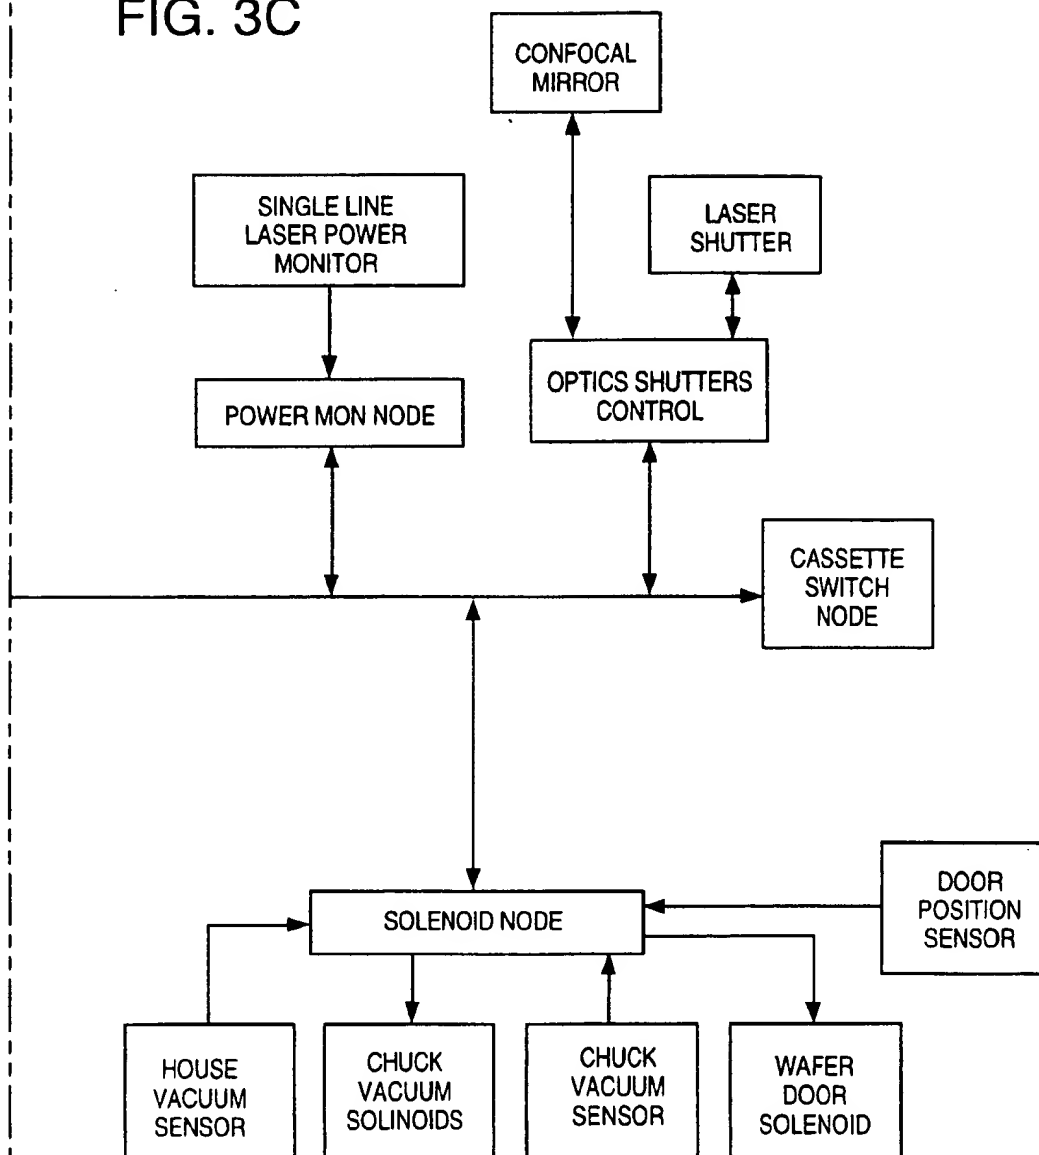 FIG. 3C
CONFOCAL
MIRROR
SINGLE LINE
LASER POWER
MONITOR
LASER
SHUTTER
POWER MON NODE
OPTICS SHUTTERS
CONTROL
CASSETTE
SWITCH
NODE
SOLENOID NODE
DOOR
POSITION
SENSOR
HOUSE
VACUUM
SENSOR
CHUCK
VACUUM
SOLINOIDS
CHUCK
VACUUM
SENSOR
WAFER
DOOR
SOLENOID